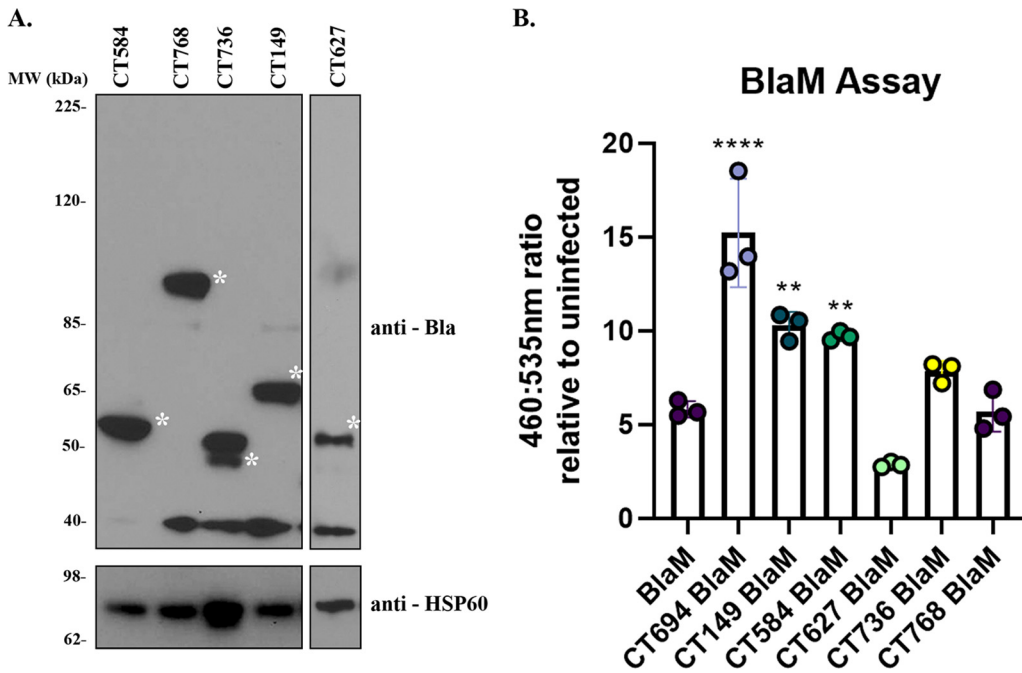 A.
CT584
CT768
CT736
CT149
CT627
MW (kDa)
225-
120-
85-
65-
50-
40-
*
*
*
*
*
anti - Bla
98-
62-
anti - HSP60
B.
BlaM Assay
460:535nm ratio
relative to uninfected
20
15
10
5
0
****
**
**
BlaM
CT694 BlaM
CT149 BlaM
CT584 BlaM
CT627 BlaM
CT736 BlaM
CT768 BlaM